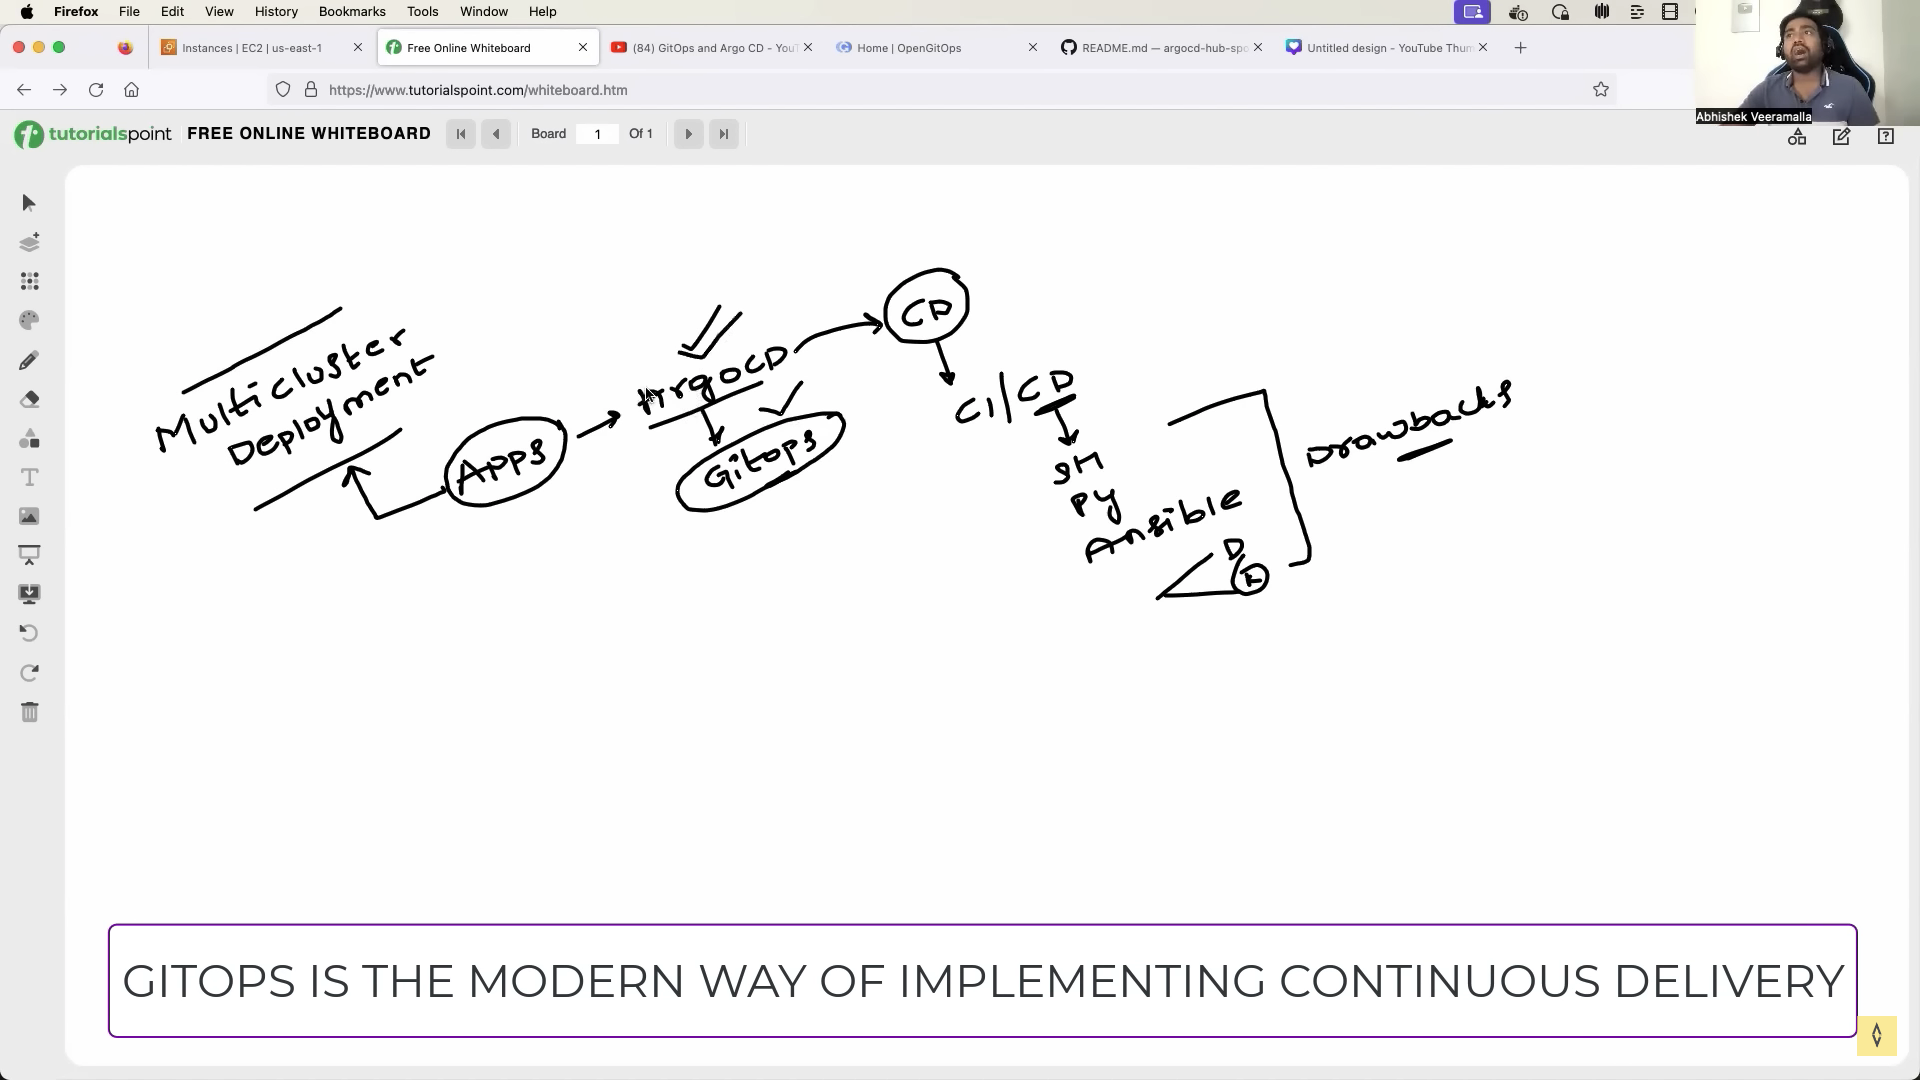 Firefox File Edit View History Bookmarks Tools Window Help
Instances | EC2 | us-east-1
Free Online Whiteboard
(84) GitOps and Argo CD - YouT
Home | OpenGitOps
README.md — argocd-hub-spo
Untitled design - YouTube Thum
https://www.tutorialspoint.com/whiteboard.htm
Abhishek Veeramalla
tutorialspoint FREE ONLINE WHITEBOARD Board 1 Of 1
CD
Multicluster
Deployment
ArgoCD
CI/CD
Drawbacks
APPS
Gitops
SH
PY
Ansible
D
K
GITOPS IS THE MODERN WAY OF IMPLEMENTING CONTINUOUS DELIVERY